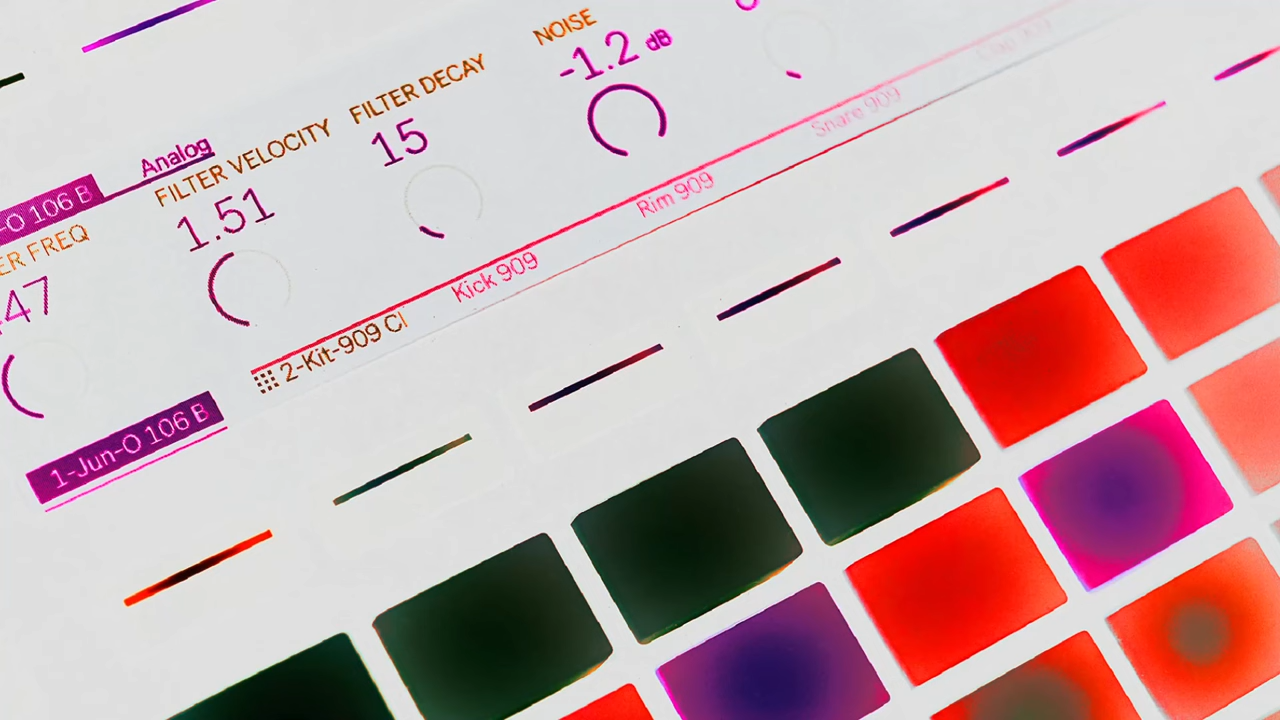 NOISE
-1.2 dB
FILTER DECAY
15
Analog
FILTER VELOCITY
1.51
-O 106 B
ER FREQ
47
Snare 909
Rim 909
Kick 909
2-Kit-909 Cl
1-Jun-O 106 B